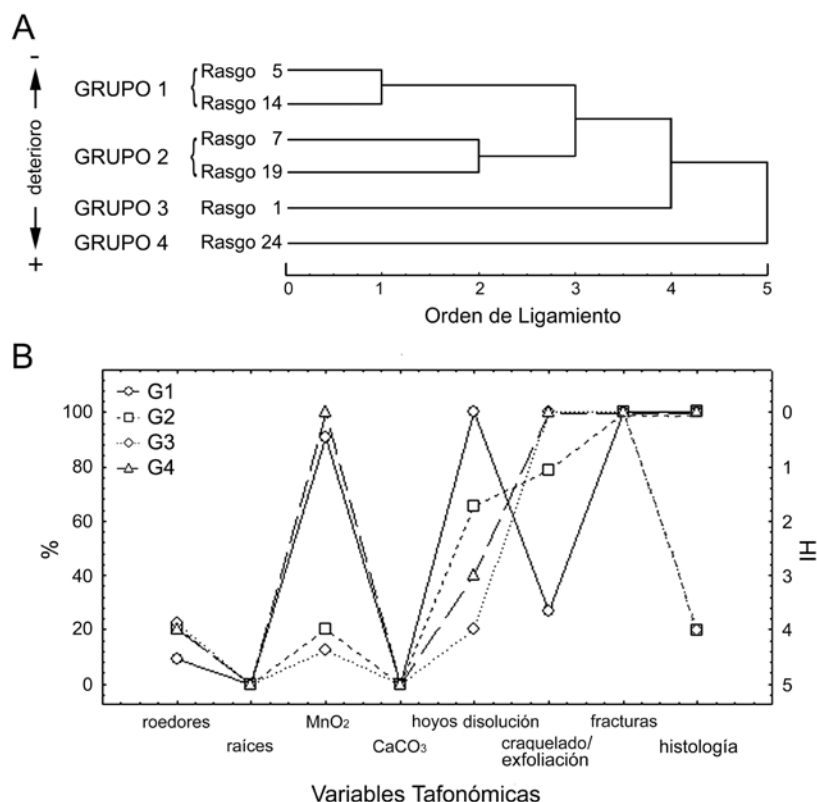 A
-
deterioro
+
GRUPO 1
Rasgo 5
Rasgo 14
GRUPO 2
Rasgo 7
Rasgo 19
GRUPO 3 Rasgo 1
GRUPO 4 Rasgo 24
0 1 2 3 4 5
Orden de Ligamiento
B
G1
G2
G3
G4
100
80
60
40
20
0
%
0
1
2
3
4
5
HI
roedores
raíces
MnO₂
CaCO₃
hoyos disolución
craquelado/
exfoliación
fracturas
histología
Variables Tafonómicas